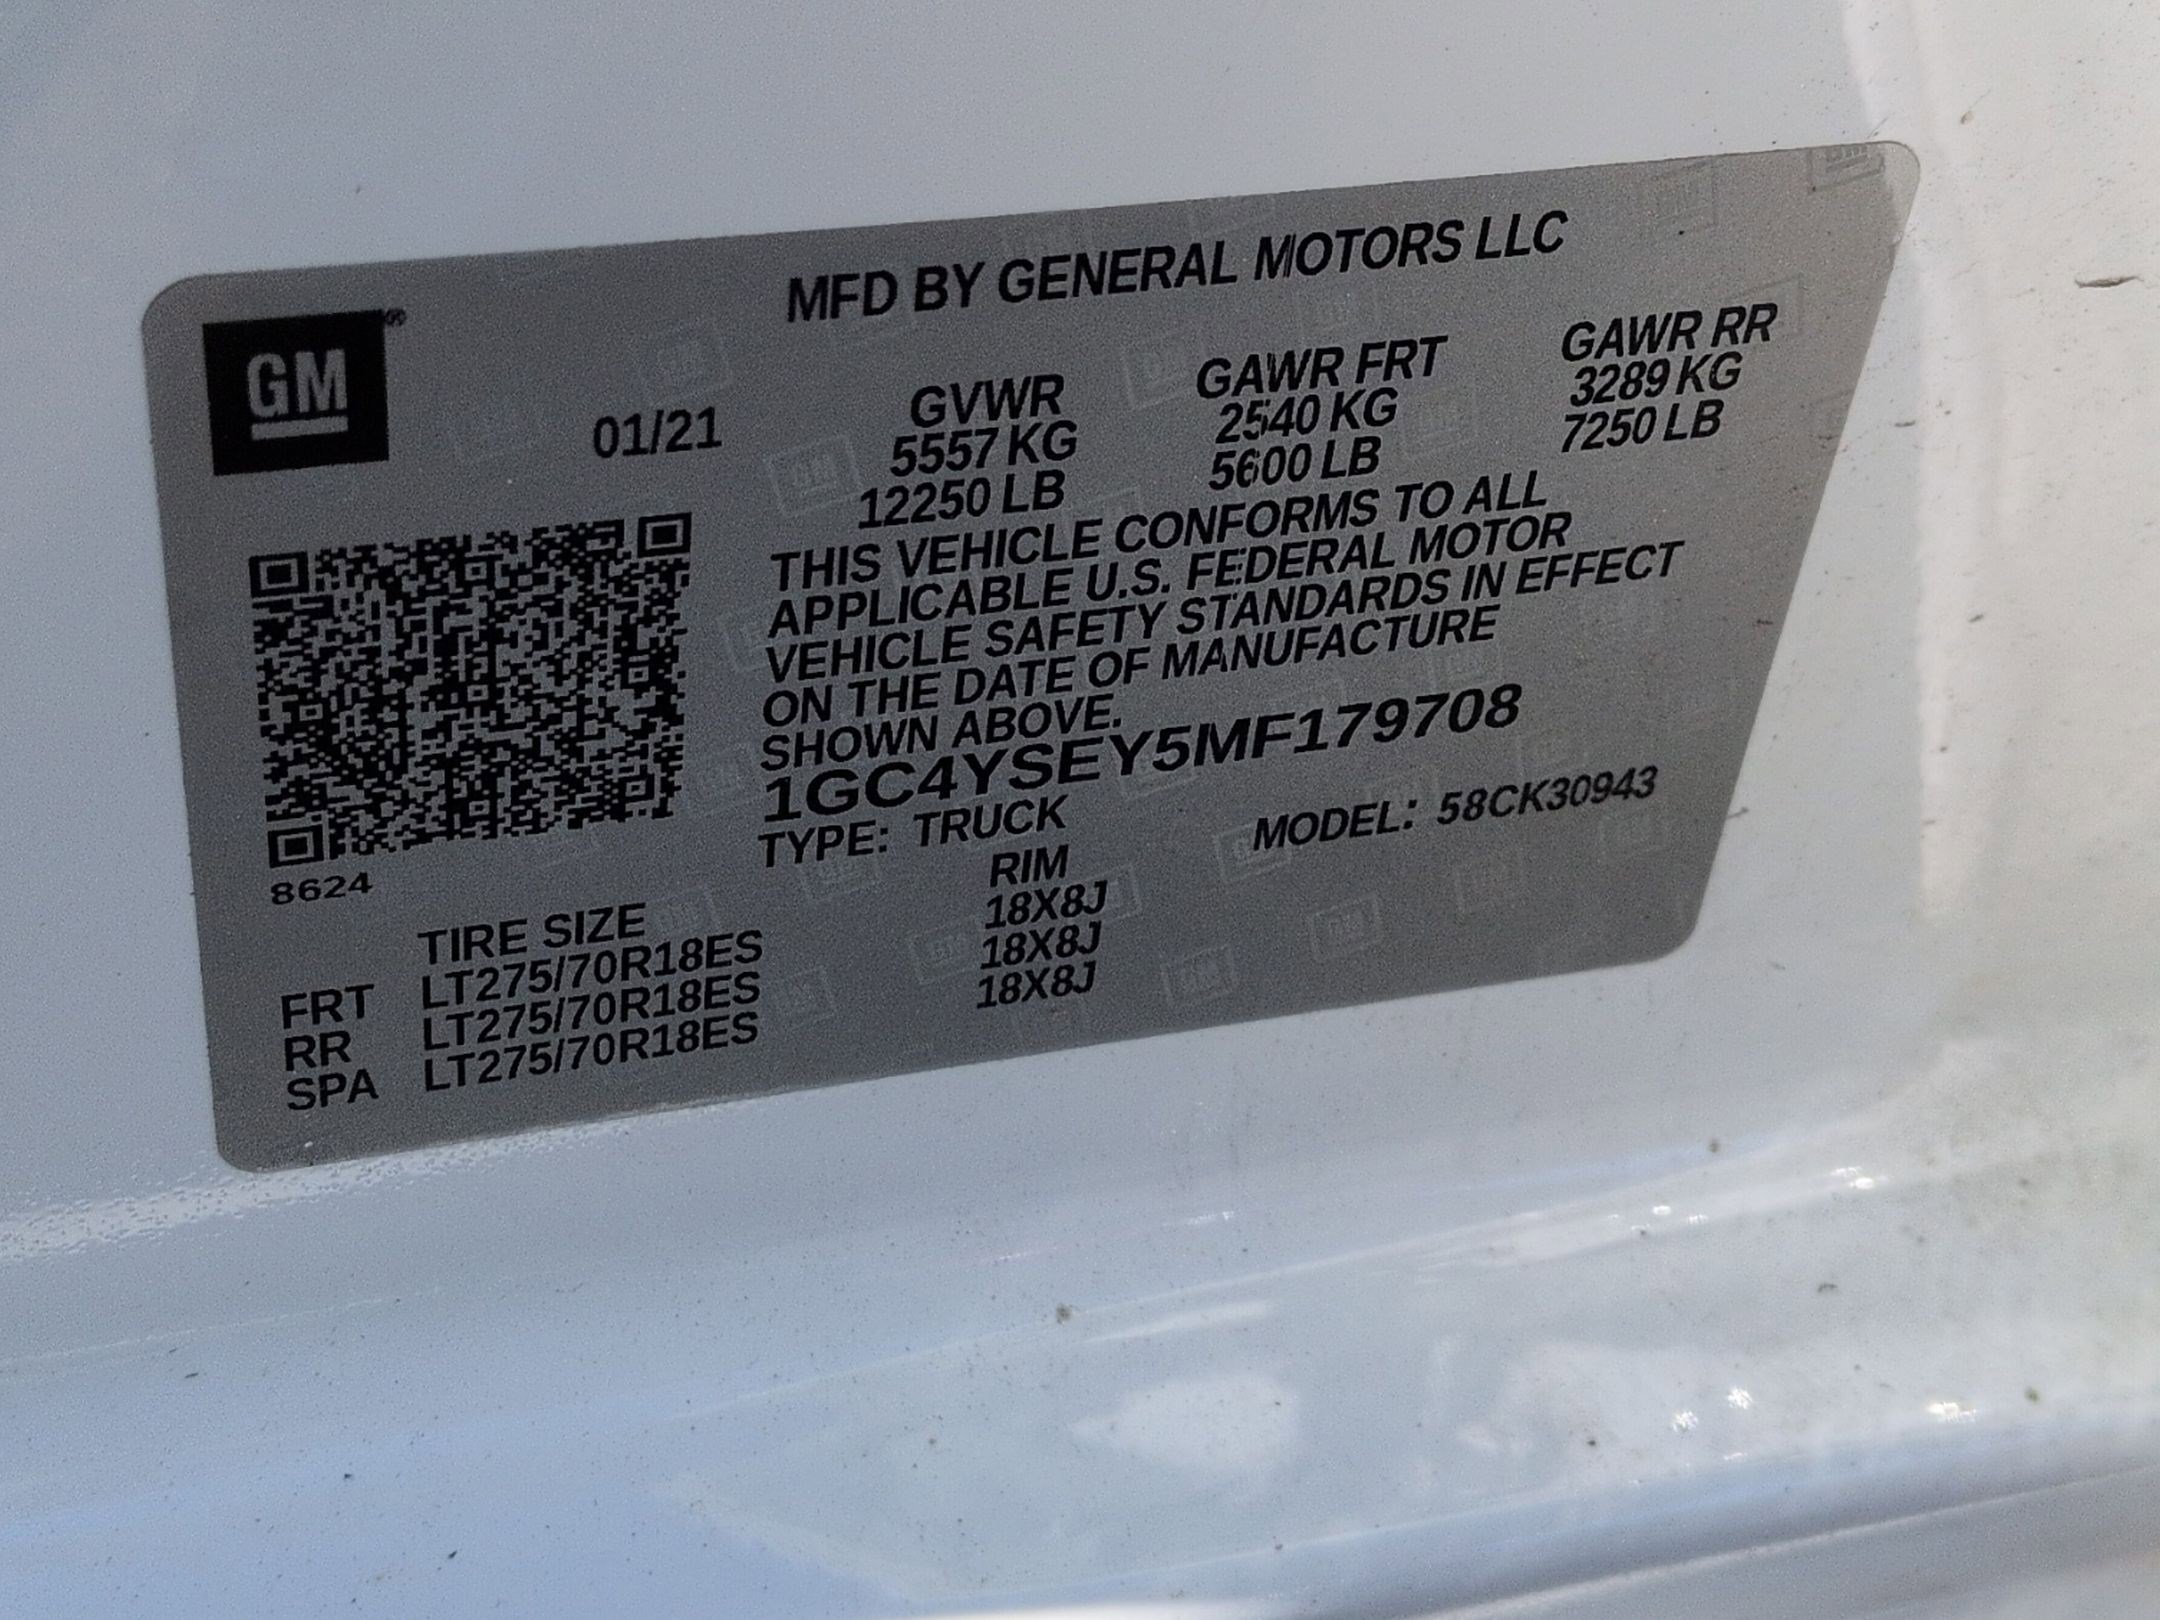 MFD BY GENERAL MOTORS LLC
GM
01/21
GVWR GAWR FRT GAWR RR
5557 KG 2540 KG 3289 KG
12250 LB 5600 LB 7250 LB
THIS VEHICLE CONFORMS TO ALL
APPLICABLE U.S. FEDERAL MOTOR
VEHICLE SAFETY STANDARDS IN EFFECT
ON THE DATE OF MANUFACTURE
SHOWN ABOVE.
1GC4YSEY5MF179708
TYPE: TRUCK MODEL: 58CK30943
8624
TIRE SIZE RIM
FRT LT275/70R18ES 18X8J
RR LT275/70R18ES 18X8J
SPA LT275/70R18ES 18X8J